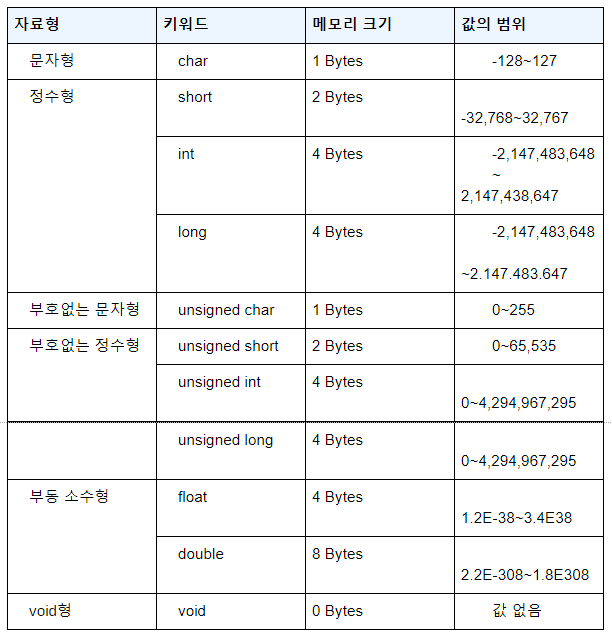 자료형 키워드 메모리 크기 값의 범위
문자형 char 1 Bytes -128~127
정수형 short 2 Bytes
-32,768~32,767
int 4 Bytes -2,147,483,648
~
2,147,438,647
long 4 Bytes -2,147,483,648
~2.147.483.647
부호없는 문자형 unsigned char 1 Bytes 0~255
부호없는 정수형 unsigned short 2 Bytes 0~65,535
unsigned int 4 Bytes
0~4,294,967,295
unsigned long 4 Bytes
0~4,294,967,295
부동 소수형 float 4 Bytes
1.2E-38~3.4E38
double 8 Bytes
2.2E-308~1.8E308
void형 void 0 Bytes 값 없음